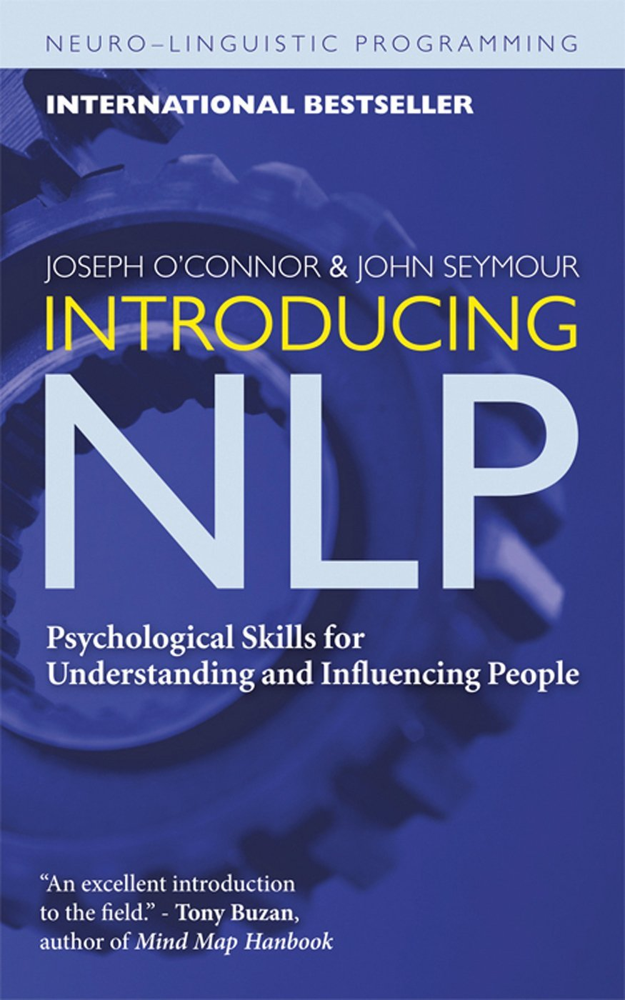 NEURO–LINGUISTIC PROGRAMMING
INTERNATIONAL BESTSELLER
JOSEPH O'CONNOR & JOHN SEYMOUR
INTRODUCING
NLP
Psychological Skills for
Understanding and Influencing People
“An excellent introduction
to the field.” - Tony Buzan,
author of Mind Map Hanbook